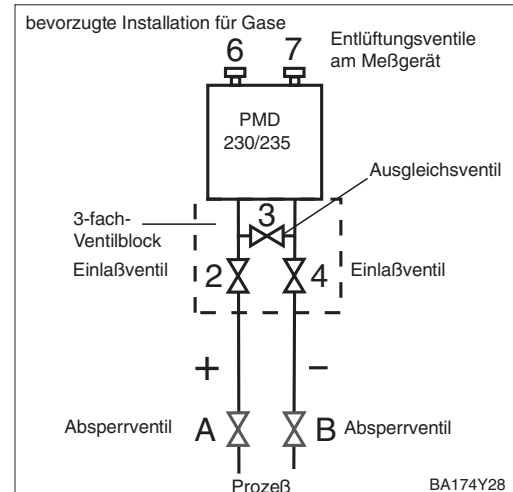 bevorzugte Installation für Gase
6 7 Entlüftungsventile
am Meßgerät
PMD
230/235
Ausgleichsventil
3-fach-
Ventilblock
3
Einlaßventil 2 4 Einlaßventil
+ –
Absperrventil A B Absperrventil
Prozeß
BA174Y28